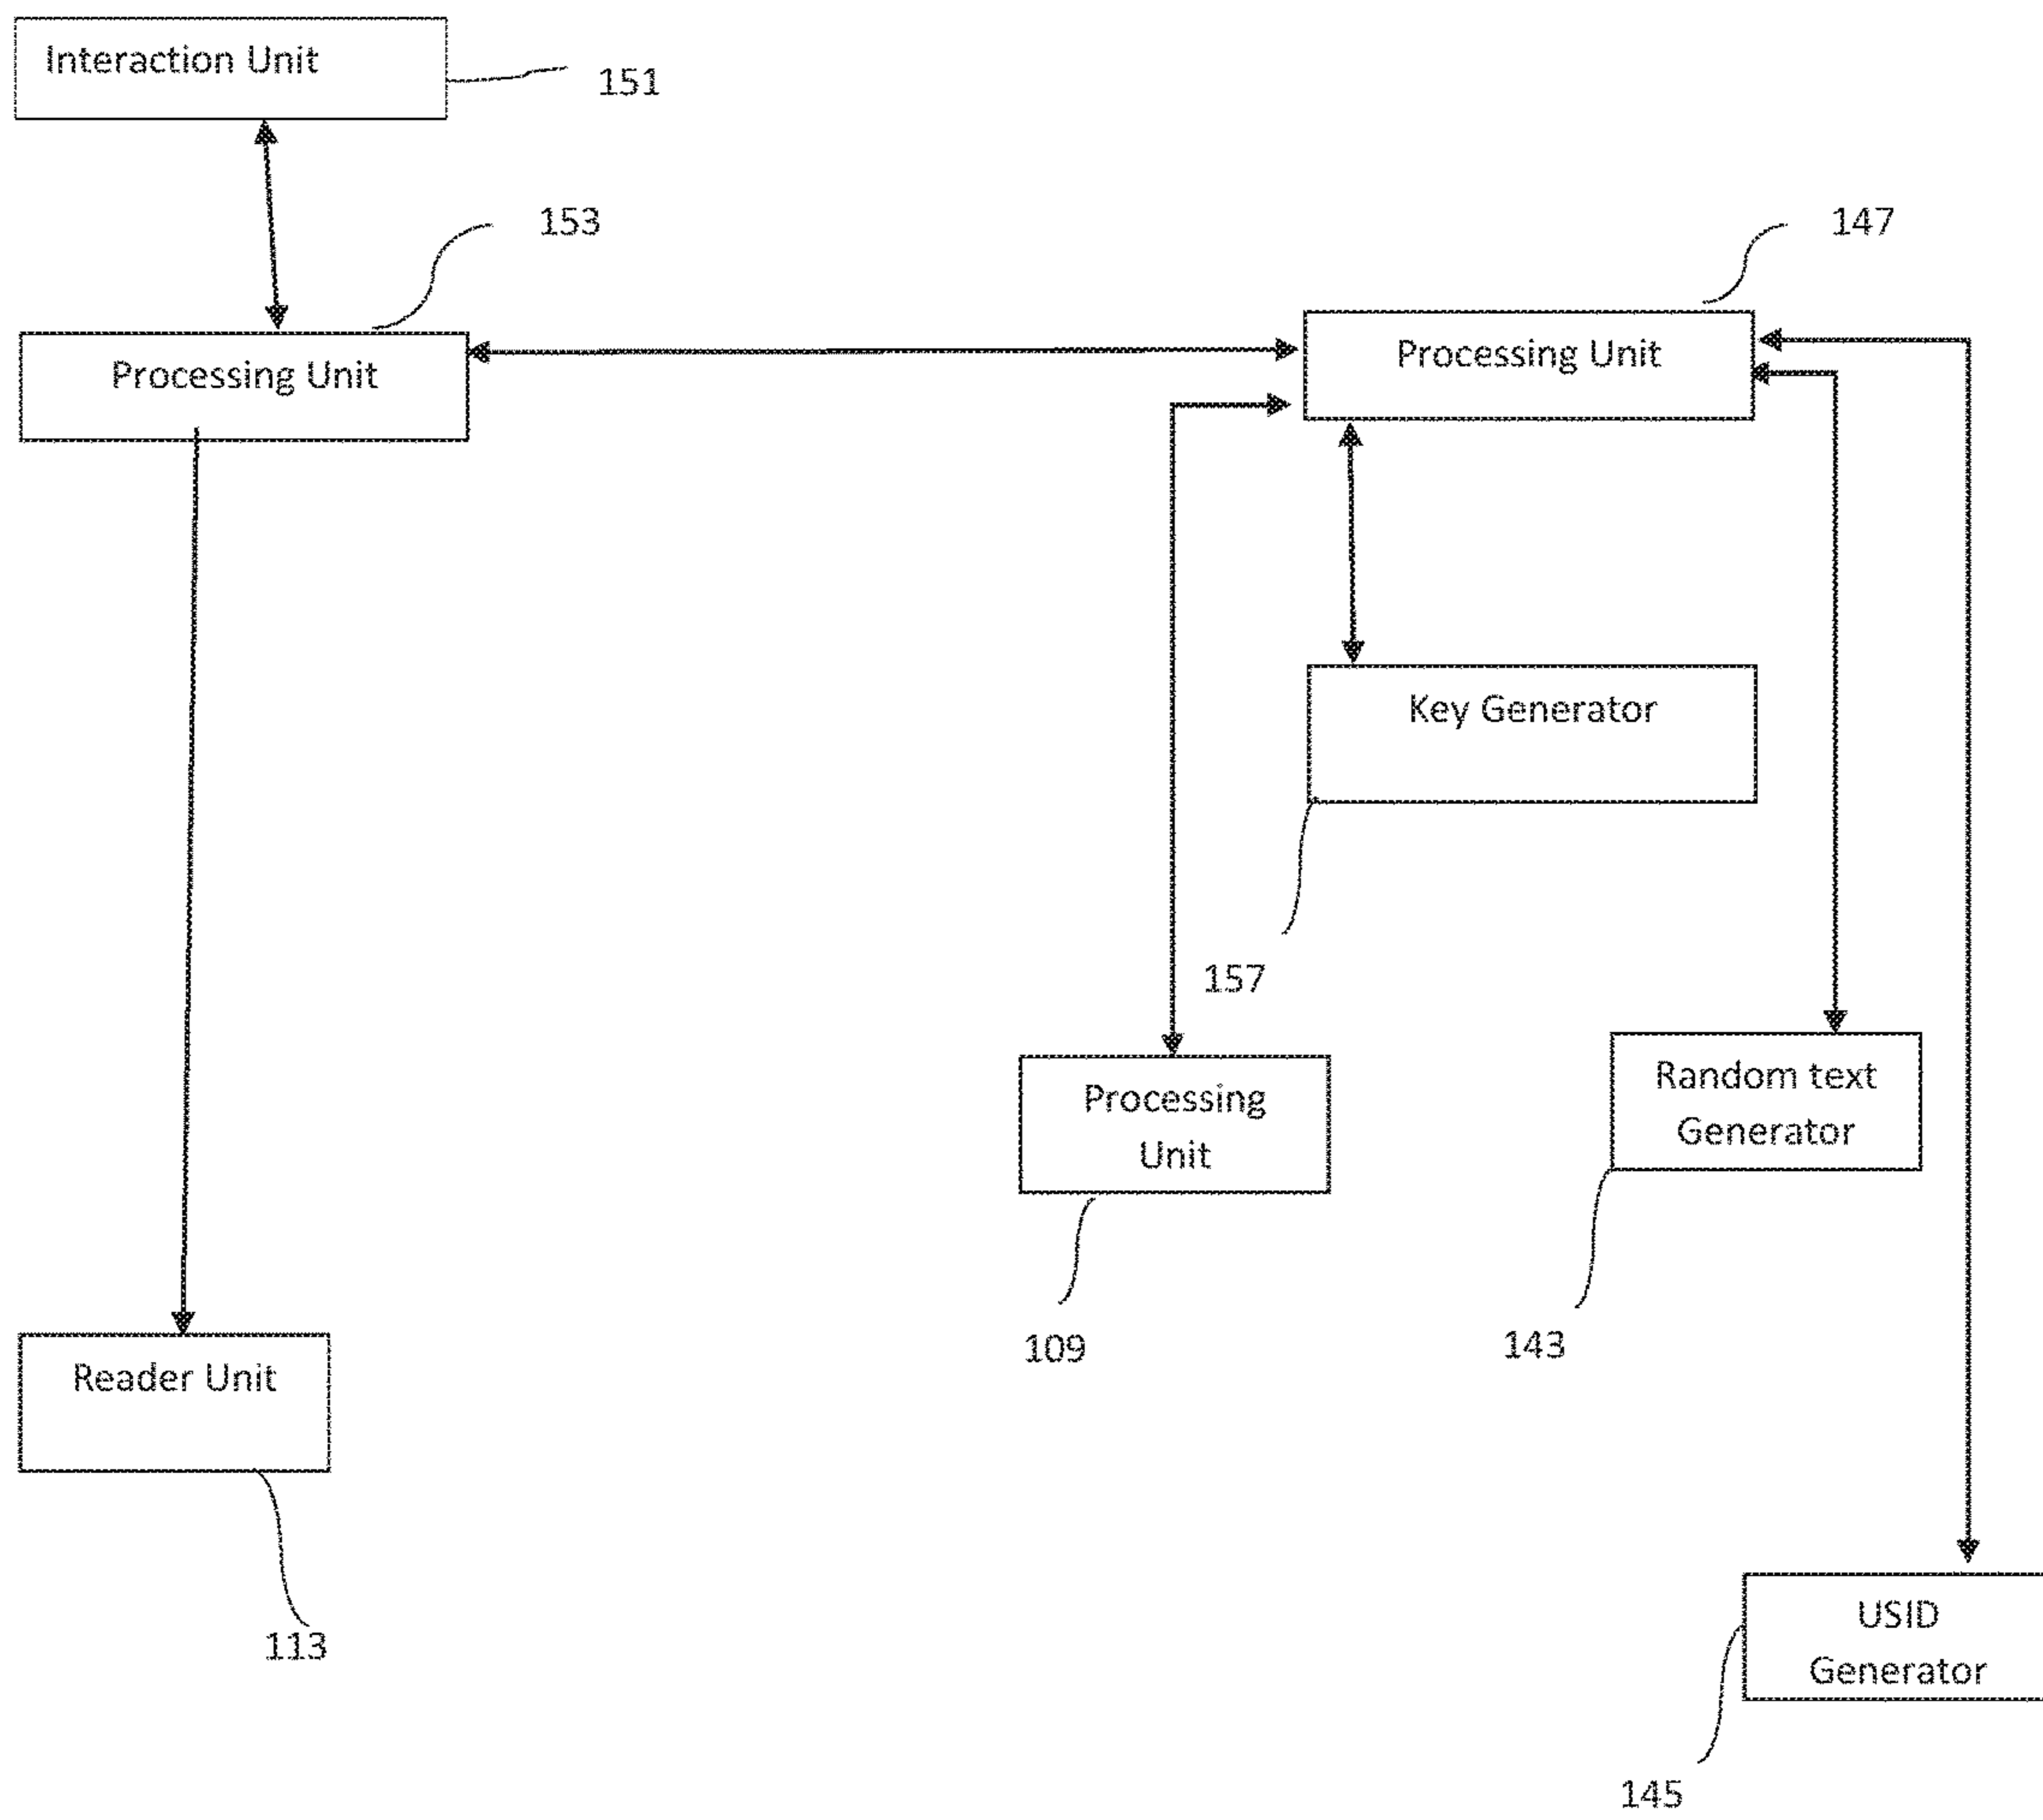 Interaction Unit
151
153
147
Processing Unit
Processing Unit
Key Generator
157
Processing
Unit
Random text
Generator
109
143
Reader Unit
113
USID
Generator
145